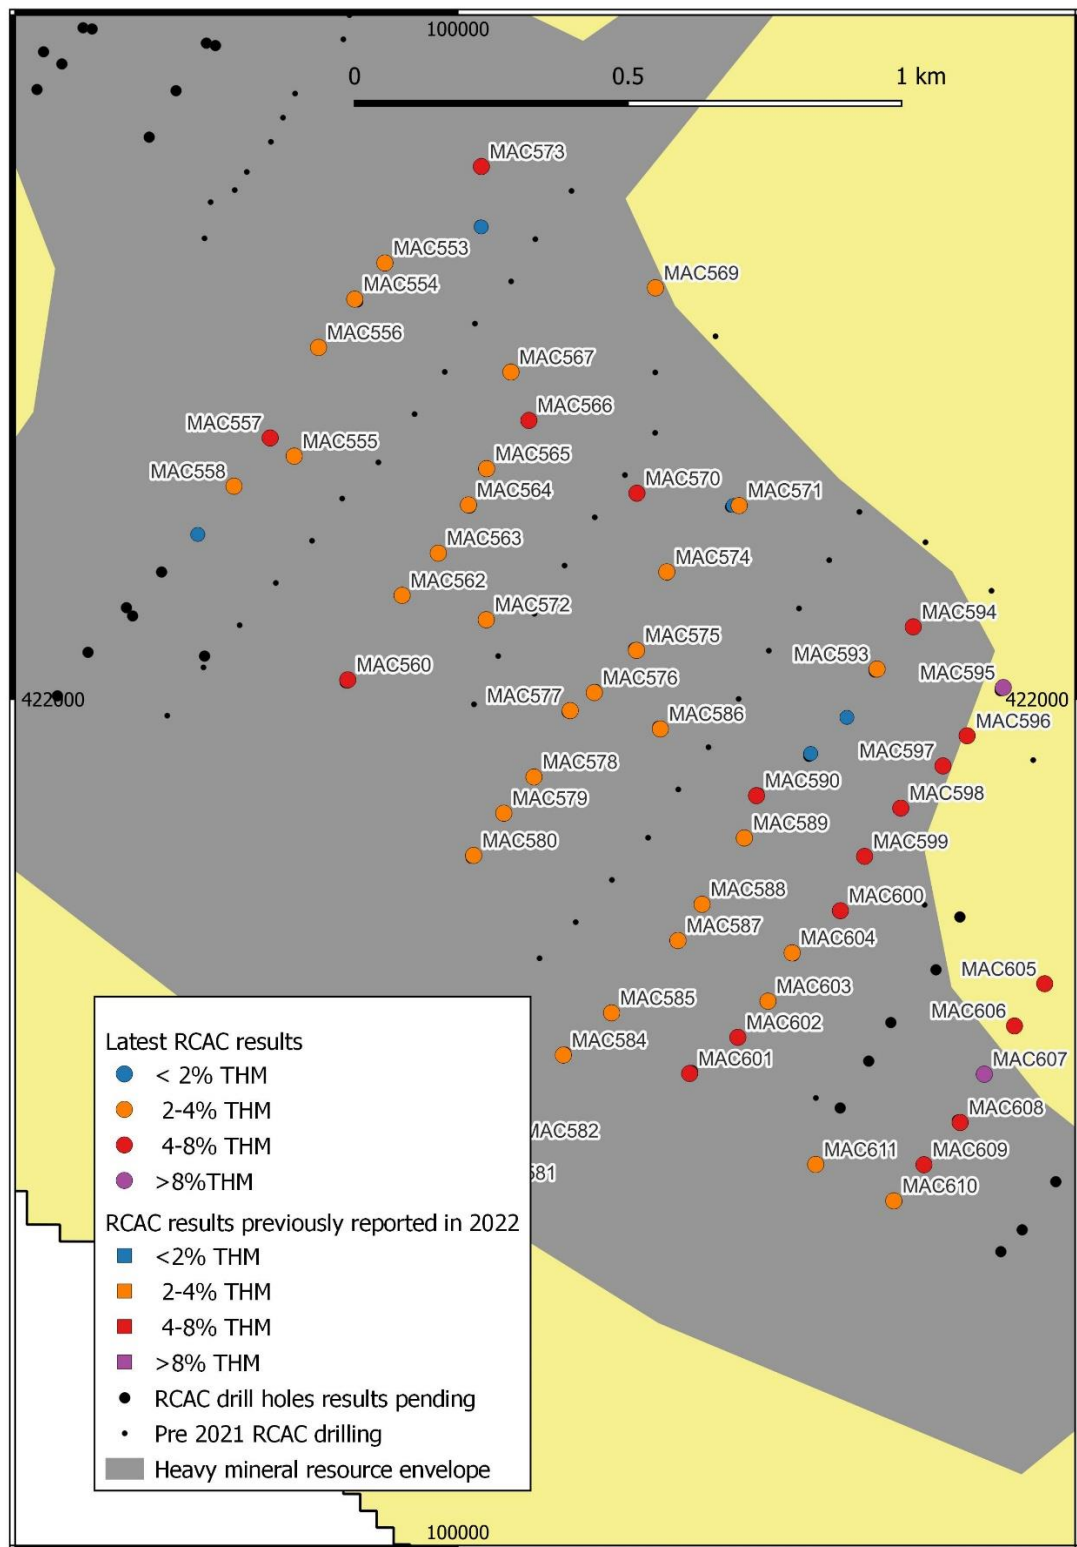 100000
0 0.5 1 km
MAC573
MAC553
MAC569
MAC554
MAC556
MAC567
MAC566
MAC557
MAC555
MAC565
MAC558
MAC570
MAC564
MAC571
MAC563
MAC574
MAC562
MAC572
MAC594
MAC575
MAC593
MAC560
MAC595
MAC576
422000
MAC577
422000
MAC586
MAC596
MAC597
MAC578
MAC590
MAC598
MAC579
MAC589
MAC580
MAC599
MAC588
MAC600
MAC587
MAC604
MAC605
MAC603
MAC585
MAC606
MAC602
MAC584
MAC601
MAC607
MAC608
MAC582
MAC611
MAC609
581
MAC610
Latest RCAC results
< 2% THM
2-4% THM
4-8% THM
>8%THM
RCAC results previously reported in 2022
<2% THM
2-4% THM
4-8% THM
>8% THM
RCAC drill holes results pending
Pre 2021 RCAC drilling
Heavy mineral resource envelope
100000